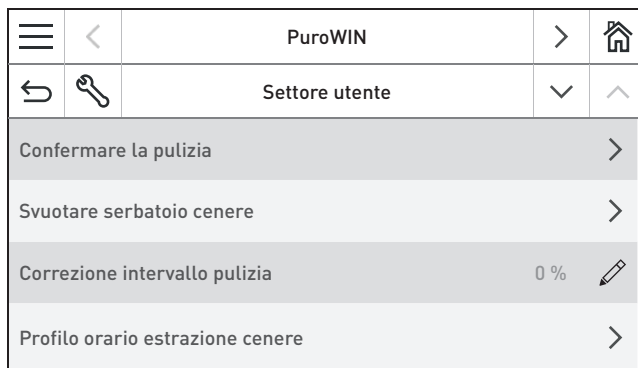 PuroWIN
Settore utente
Confermare la pulizia
Svuotare serbatoio cenere
Correzione intervallo pulizia 0 %
Profilo orario estrazione cenere